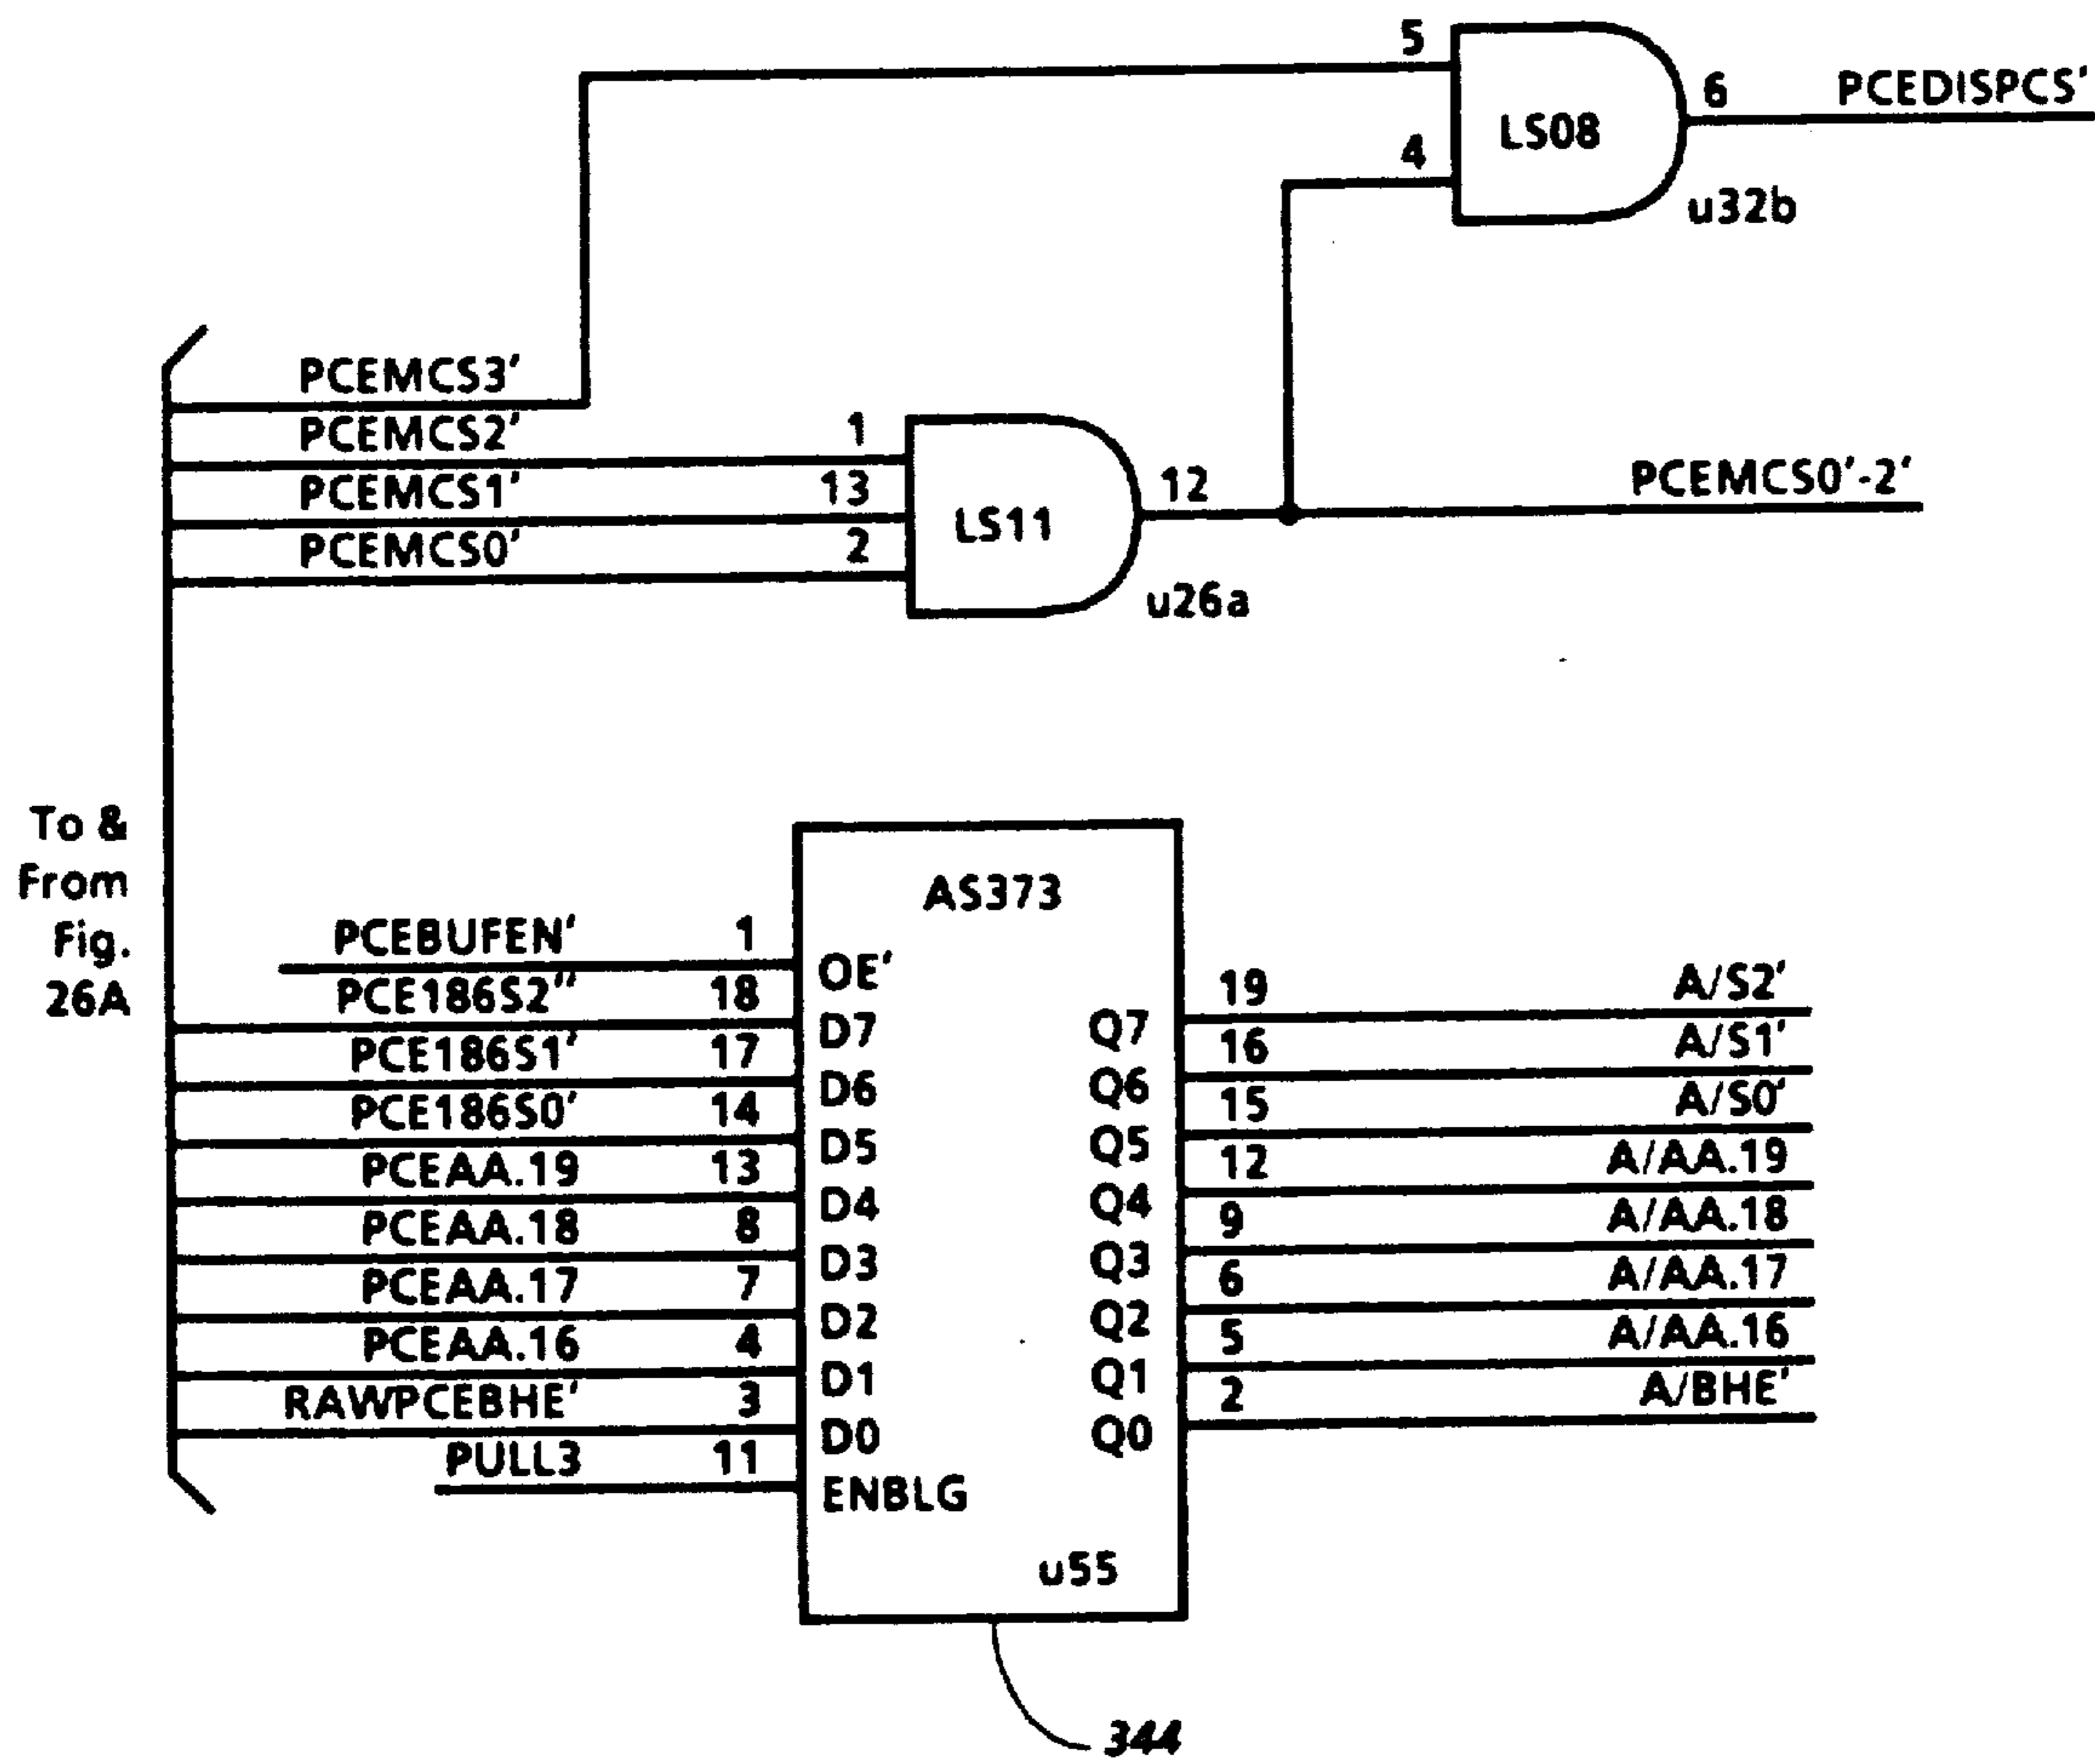 5
LS08
6
PCEDISPCS'
4
u32b
PCEMCS3'
PCEMCS2'
1
PCEMCS1'
13
LS11
12
PCEMCS0'-2'
PCEMCS0'
2
u26a
To &
From
Fig.
26A
AS373
PCEBUFEN' 1 OE'
PCE186S2'' 18 D7
PCE186S1' 17 D6
PCE186S0' 14 D5
PCEAA.19 13 D4
PCEAA.18 8 D3
PCEAA.17 7 D2
PCEAA.16 4 D1
RAWPCEBHE' 3 D0
PULL3 11 ENBLG
Q7 19 A/S2'
Q6 16 A/S1'
Q5 15 A/S0'
Q4 12 A/AA.19
Q3 9 A/AA.18
Q2 6 A/AA.17
Q1 5 A/AA.16
Q0 2 A/BHE'
u55
344